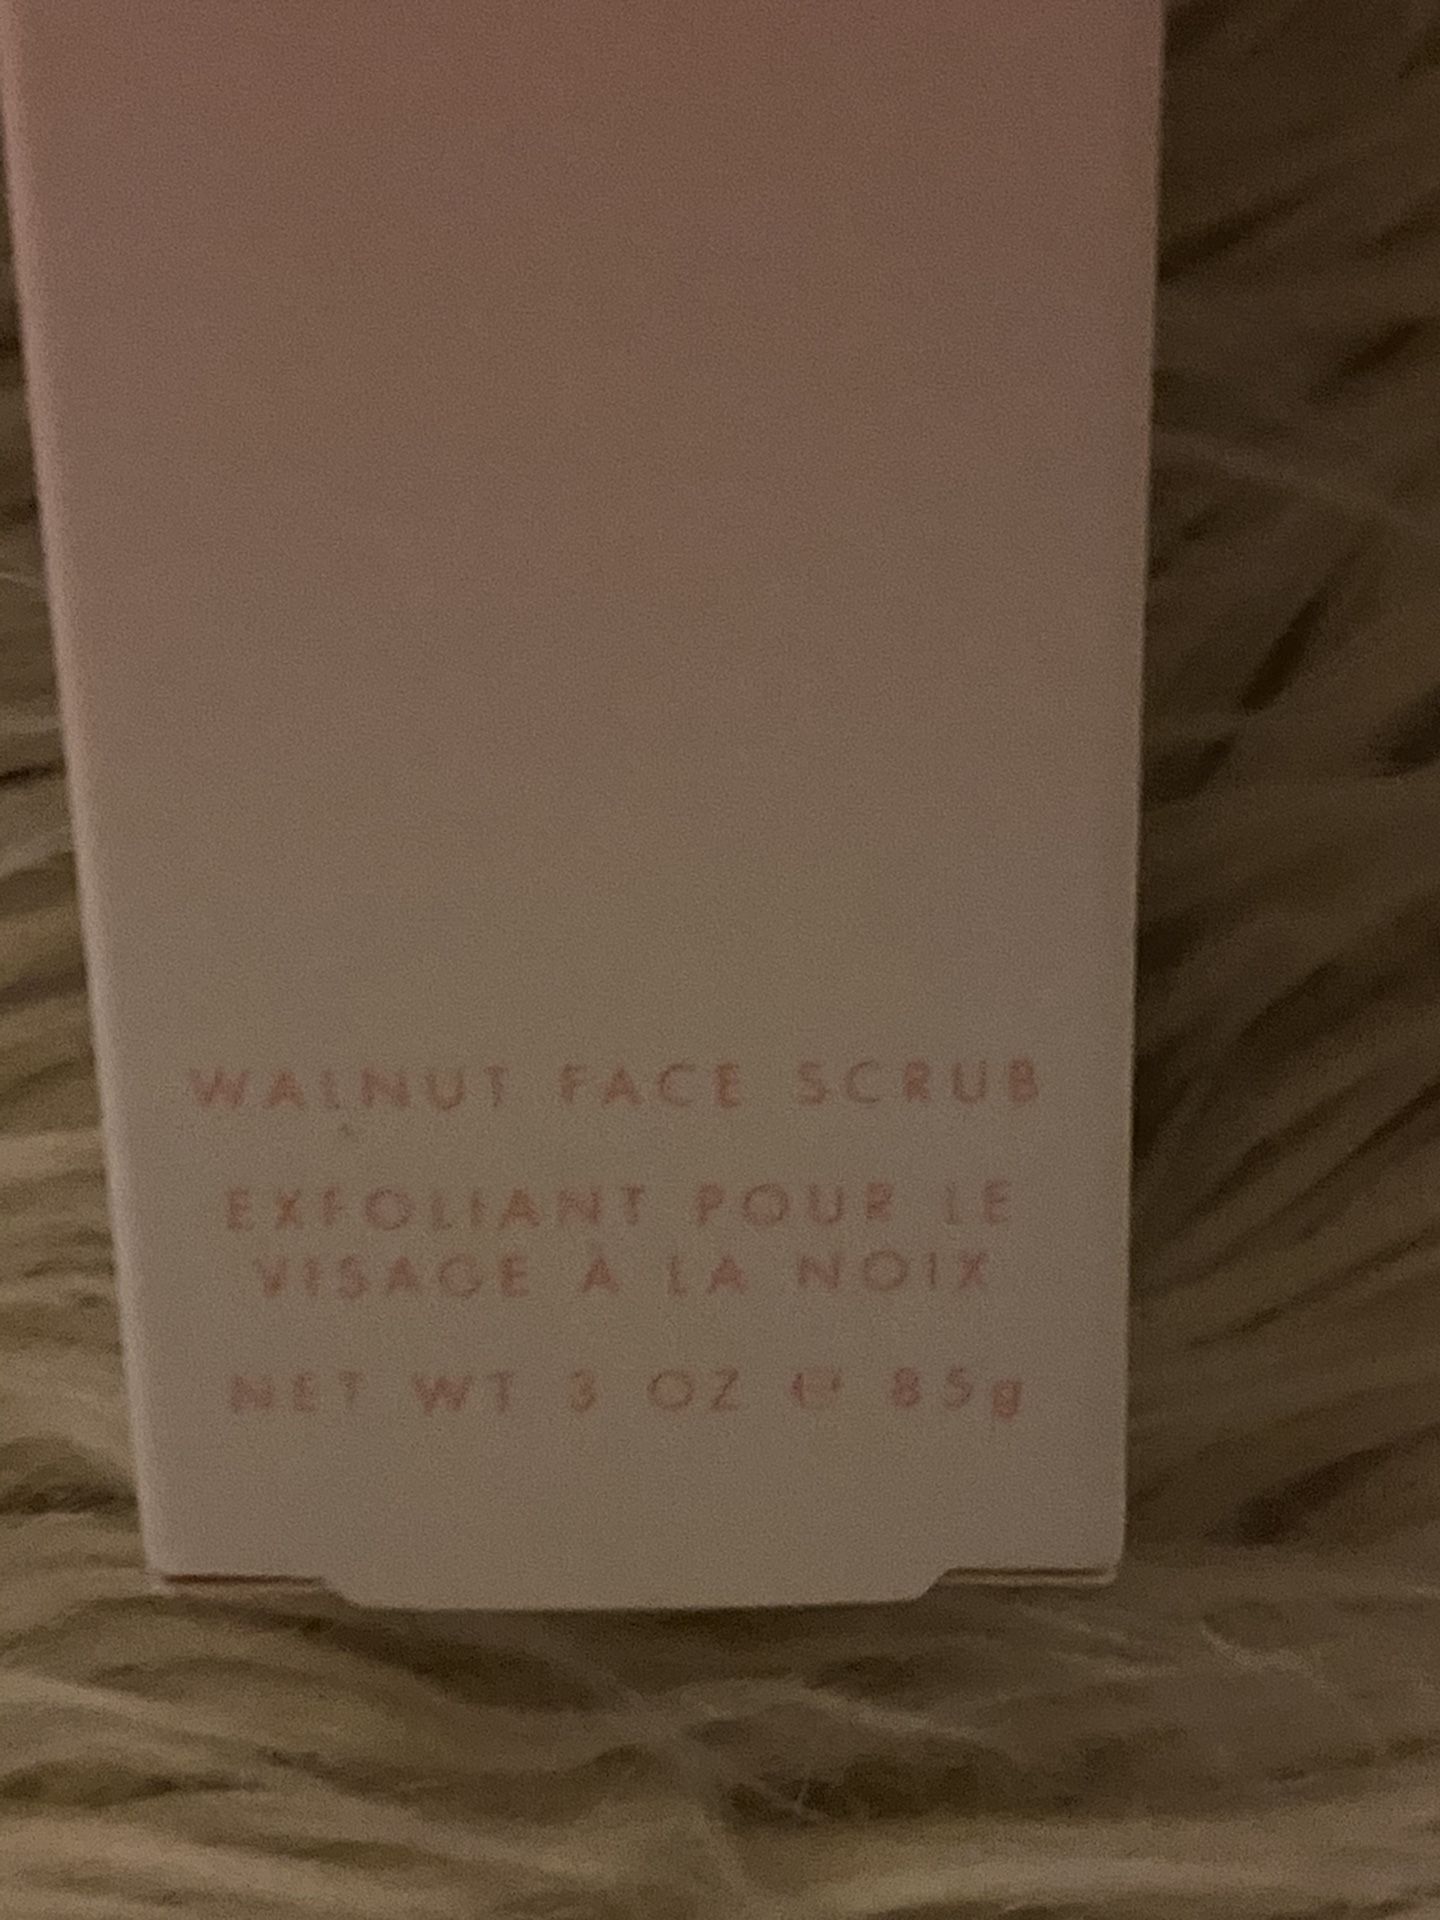 WALNUT FACE SCRUB
EXFOLIANT POUR LE
VISAGE À LA NOIX
NET WT 3 OZ ℮ 85g